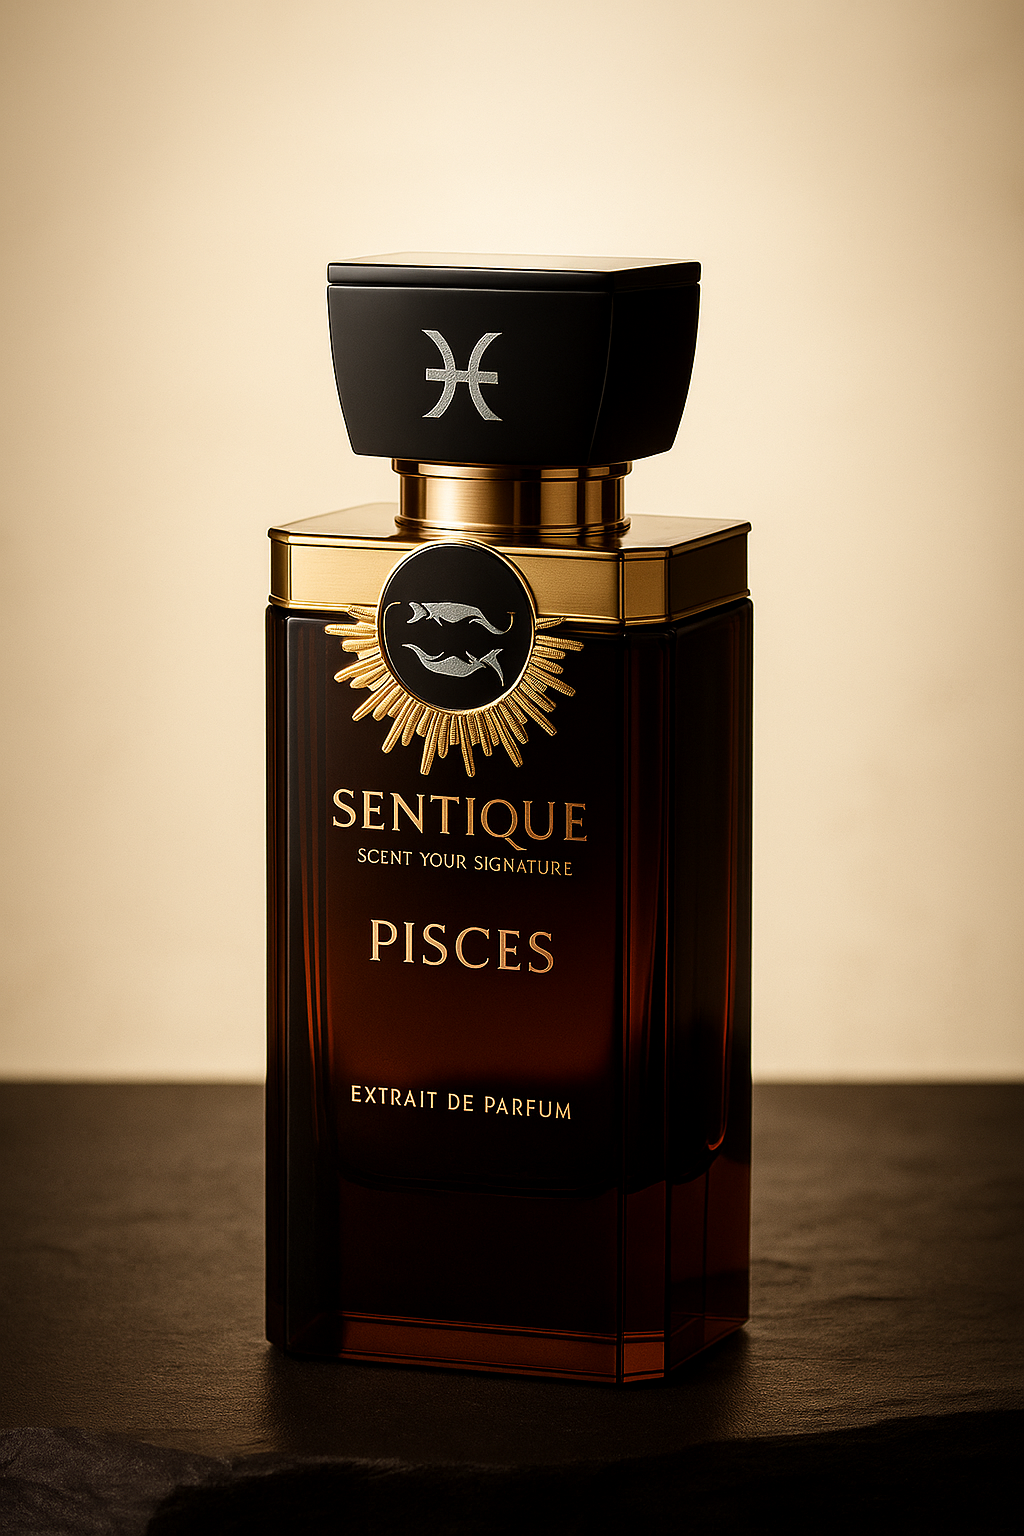 ♓
SENTIQUE
SCENT YOUR SIGNATURE
PISCES
EXTRAIT DE PARFUM